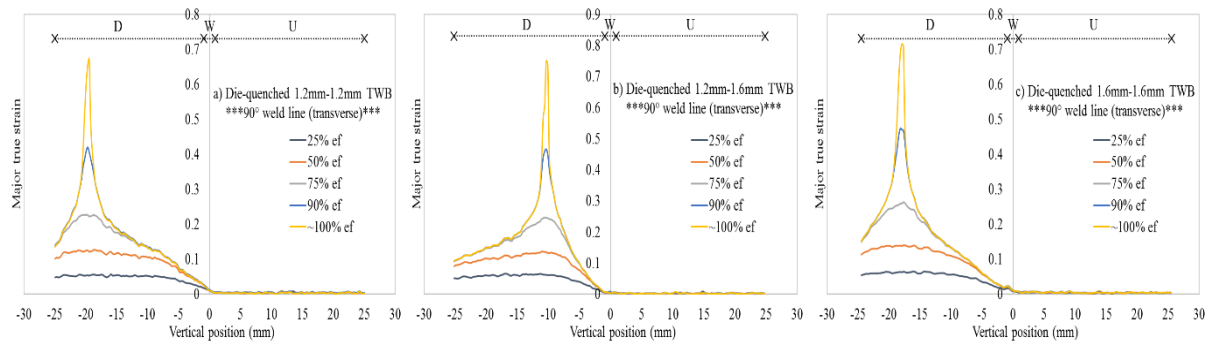 0.8
0.7
0.6
0.5
0.4
0.3
0.2
0.1
0
Major true strain
D W U
a) Die-quenched 1.2mm-1.2mm TWB
***90° weld line (transverse)***
25% ef
50% ef
75% ef
90% ef
~100% ef
-30 -25 -20 -15 -10 -5 0 5 10 15 20 25 30
Vertical position (mm)
0.9
0.8
0.7
0.6
0.5
0.4
0.3
0.2
0.1
0
Major true strain
D W U
b) Die-quenched 1.2mm-1.6mm TWB
***90° weld line (transverse)***
25% ef
50% ef
75% ef
90% ef
~100% ef
-30 -25 -20 -15 -10 -5 0 5 10 15 20 25 30
Vertical position (mm)
0.8
0.7
0.6
0.5
0.4
0.3
0.2
0.1
0
Major true strain
D W U
c) Die-quenched 1.6mm-1.6mm TWB
***90° weld line (transverse)***
25% ef
50% ef
75% ef
90% ef
~100% ef
-30 -25 -20 -15 -10 -5 0 5 10 15 20 25 30
Vertical position (mm)